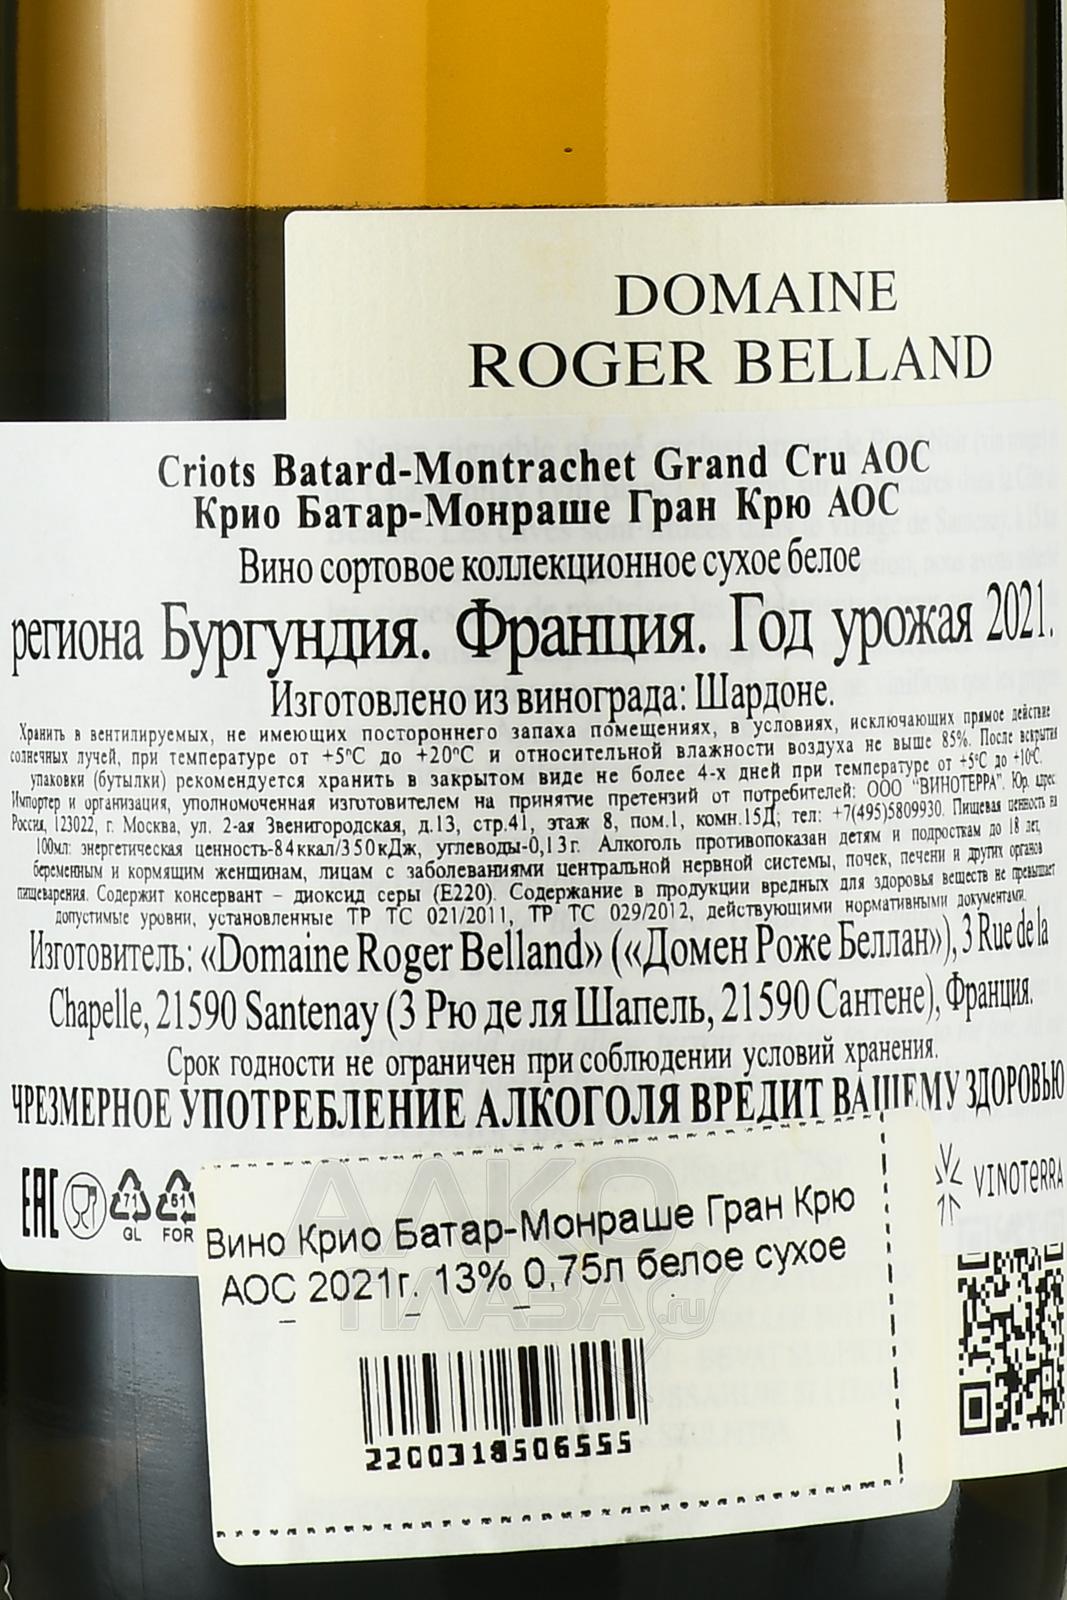 DOMAINE
ROGER BELLAND
Criots Batard-Montrachet Grand Cru AOC
Крио Батар-Монраше Гран Крю АОС
Вино сортовое коллекционное сухое белое
региона Бургундия. Франция. Год урожая 2021.
Изготовлено из винограда: Шардоне.
Хранить в вентилируемых, не имеющих постороннего запаха помещениях, в условиях, исключающих прямое действие
солнечных лучей, при температуре от +5°С до +20°С и относительной влажности воздуха не выше 85%. После вскрытия
упаковки (бутылки) рекомендуется хранить в закрытом виде не более 4-х дней при температуре от +5°С до +10°С.
Импортер и организация, уполномоченная изготовителем на принятие претензий от потребителей: ООО "ВИНОТЕРРА". Юр. адрес:
Россия, 123022, г. Москва, ул. 2-ая Звенигородская, д.13, стр.41, этаж 8, пом.1, комн.15Д; тел: +7(495)5809930. Пищевая ценность на
100мл: энергетическая ценность-84ккал/350кДж, углеводы-0,13г. Алкоголь противопоказан детям и подросткам до 18 лет,
беременным и кормящим женщинам, лицам с заболеваниями центральной нервной системы, почек, печени и других органов
пищеварения. Содержит консервант – диоксид серы (Е220). Содержание в продукции вредных для здоровья веществ не превышает
допустимые уровни, установленные ТР ТС 021/2011, ТР ТС 029/2012, действующими нормативными документами.
Изготовитель: «Domaine Roger Belland» («Домен Роже Беллан»), 3 Rue de la
Chapelle, 21590 Santenay (3 Рю де ля Шапель, 21590 Сантене), Франция.
Срок годности не ограничен при соблюдении условий хранения.
ЧРЕЗМЕРНОЕ УПОТРЕБЛЕНИЕ АЛКОГОЛЯ ВРЕДИТ ВАШЕМУ ЗДОРОВЬЮ
EAC 71 GL 61 FOR VINOTERRA
Вино Крио Батар-Монраше Гран Крю
АОС 2021г. 13% 0,75л белое сухое
АЛКО
ПЛАЗА.ru
2200318506555